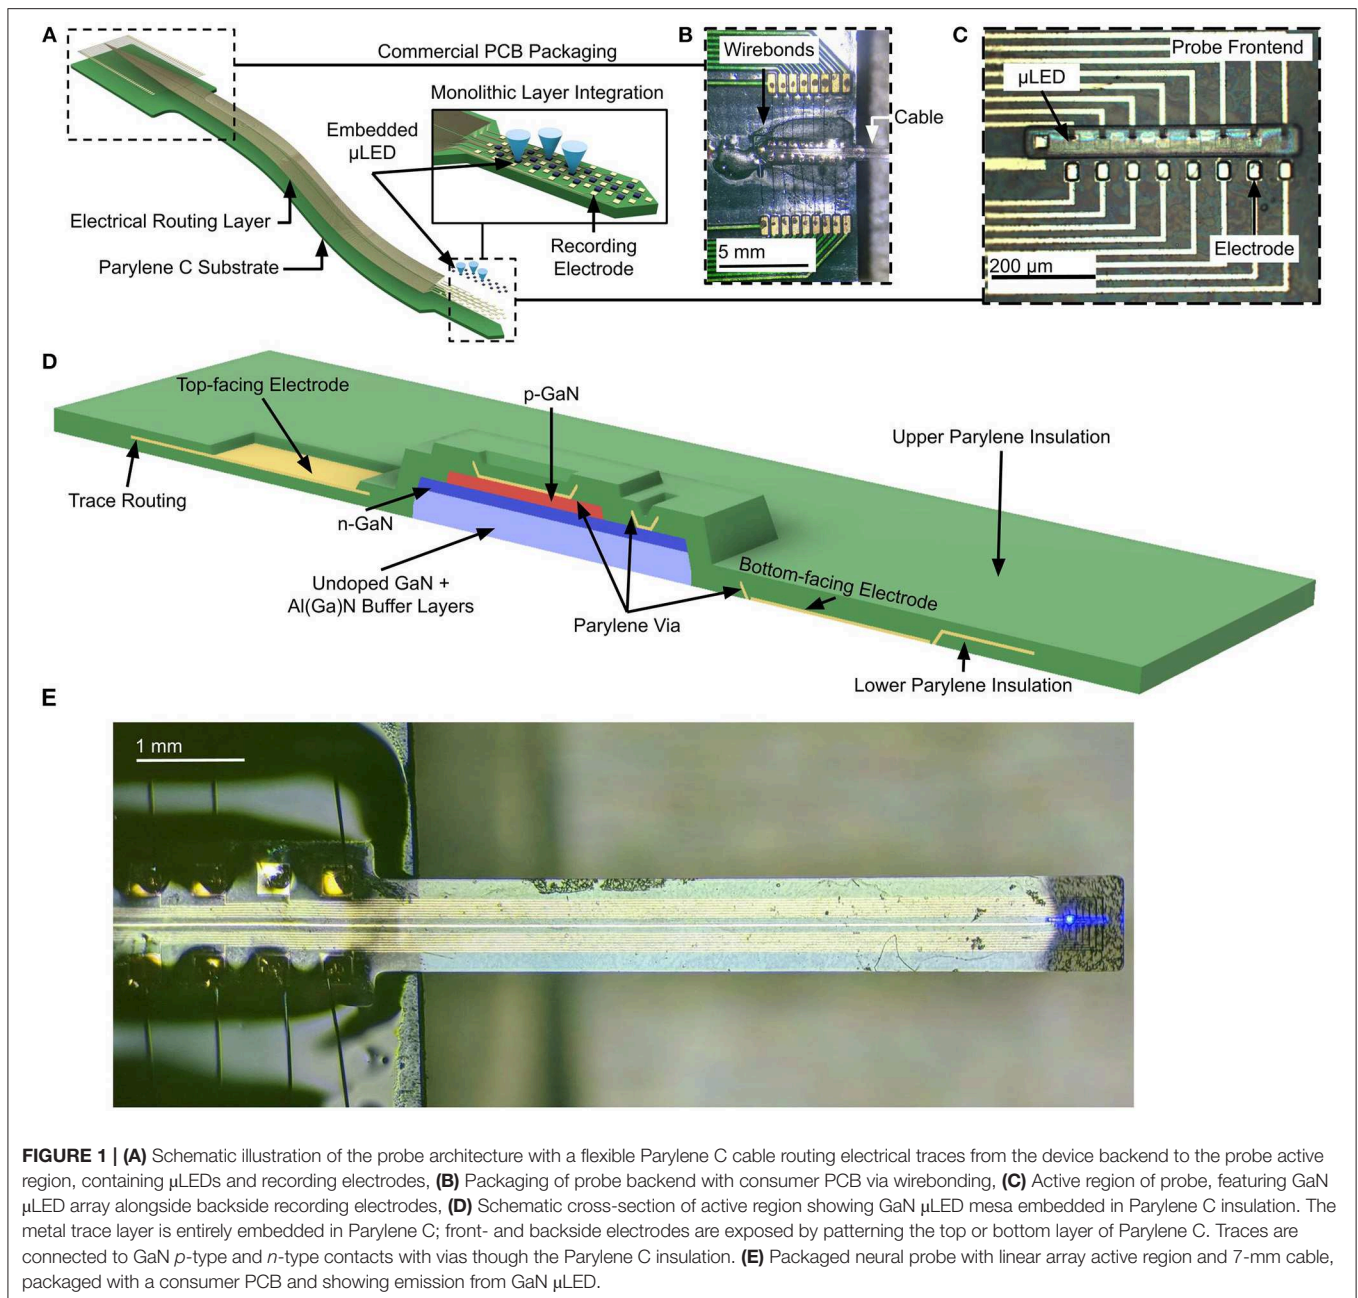 A
Commercial PCB Packaging
Monolithic Layer Integration
Embedded
µLED
Electrical Routing Layer
Parylene C Substrate
Recording
Electrode
B
Wirebonds
Cable
5 mm
C
Probe Frontend
µLED
Electrode
200 µm
D
Top-facing Electrode
p-GaN
Upper Parylene Insulation
Trace Routing
n-GaN
Undoped GaN +
Al(Ga)N Buffer Layers
Parylene Via
Bottom-facing Electrode
Lower Parylene Insulation
E
1 mm
FIGURE 1 | (A) Schematic illustration of the probe architecture with a flexible Parylene C cable routing electrical traces from the device backend to the probe active
region, containing µLEDs and recording electrodes, (B) Packaging of probe backend with consumer PCB via wirebonding, (C) Active region of probe, featuring GaN
µLED array alongside backside recording electrodes, (D) Schematic cross-section of active region showing GaN µLED mesa embedded in Parylene C insulation. The
metal trace layer is entirely embedded in Parylene C; front- and backside electrodes are exposed by patterning the top or bottom layer of Parylene C. Traces are
connected to GaN p-type and n-type contacts with vias though the Parylene C insulation. (E) Packaged neural probe with linear array active region and 7-mm cable,
packaged with a consumer PCB and showing emission from GaN µLED.